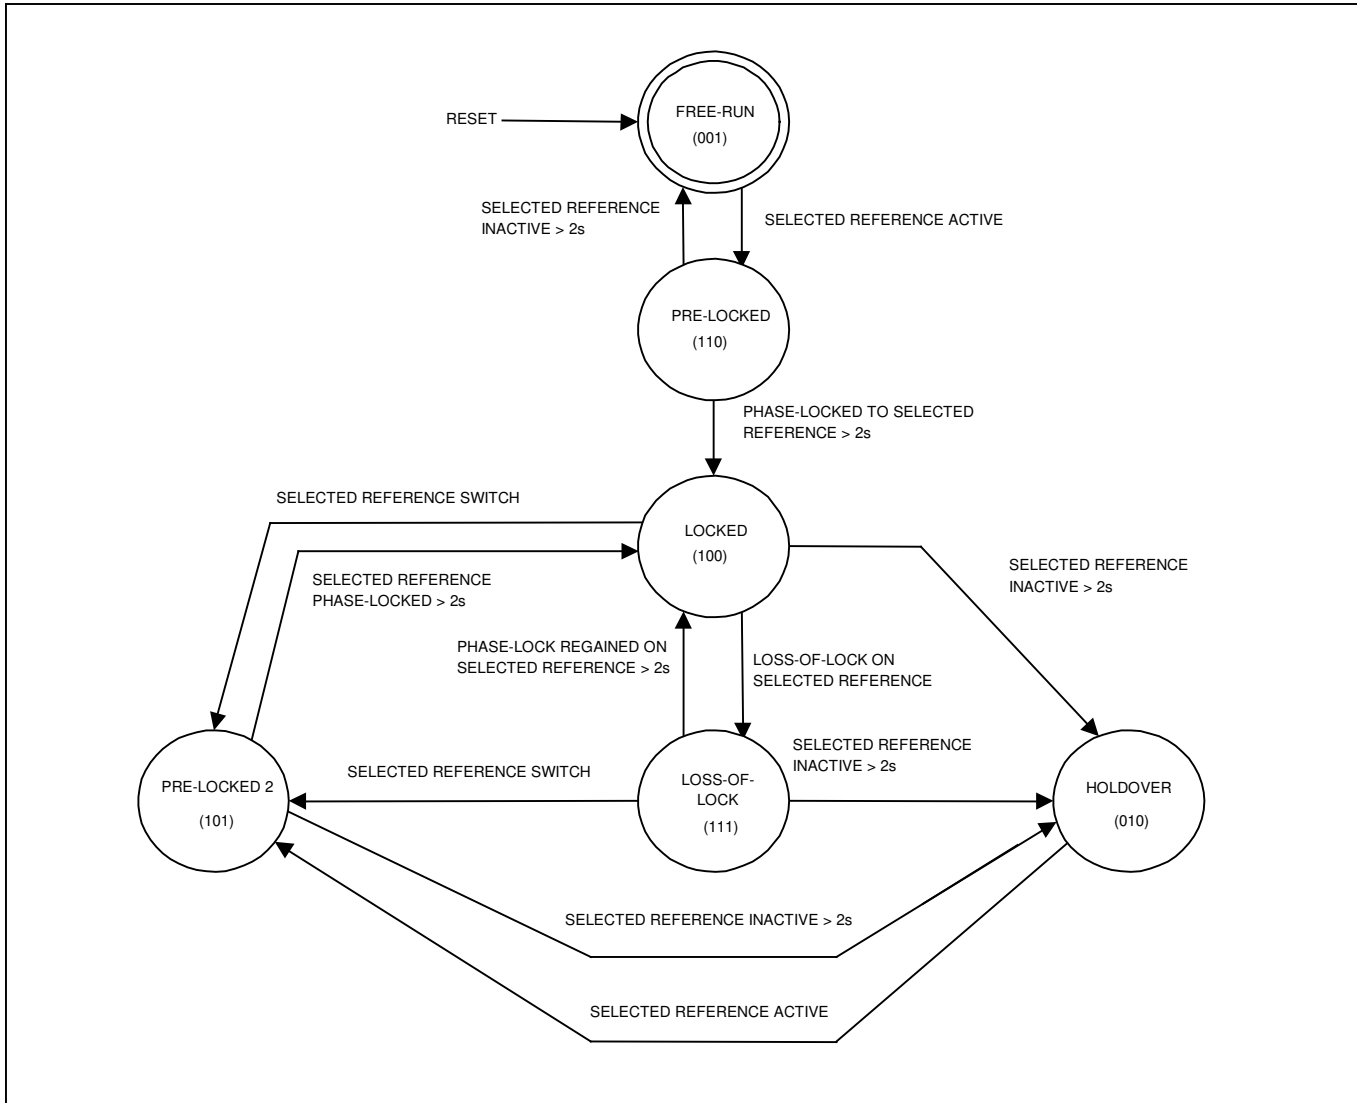 FREE-RUN
(001)
RESET
SELECTED REFERENCE
INACTIVE > 2s
SELECTED REFERENCE ACTIVE
PRE-LOCKED
(110)
PHASE-LOCKED TO SELECTED
REFERENCE > 2s
SELECTED REFERENCE SWITCH
LOCKED
(100)
SELECTED REFERENCE
PHASE-LOCKED > 2s
SELECTED REFERENCE
INACTIVE > 2s
PHASE-LOCK REGAINED ON
SELECTED REFERENCE > 2s
LOSS-OF-LOCK ON
SELECTED REFERENCE
SELECTED REFERENCE
INACTIVE > 2s
SELECTED REFERENCE SWITCH
PRE-LOCKED 2
(101)
LOSS-OF-
LOCK
(111)
HOLDOVER
(010)
SELECTED REFERENCE INACTIVE > 2s
SELECTED REFERENCE ACTIVE